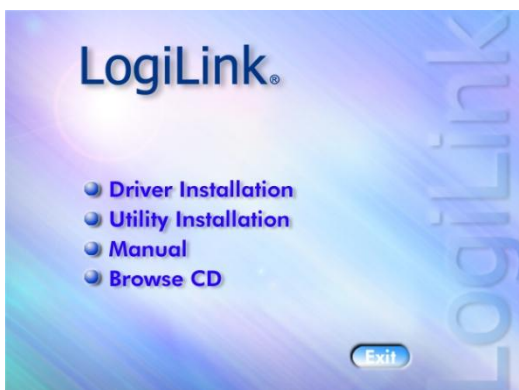 LogiLink®
Driver Installation
Utility Installation
Manual
Browse CD
Exit
LogiLink